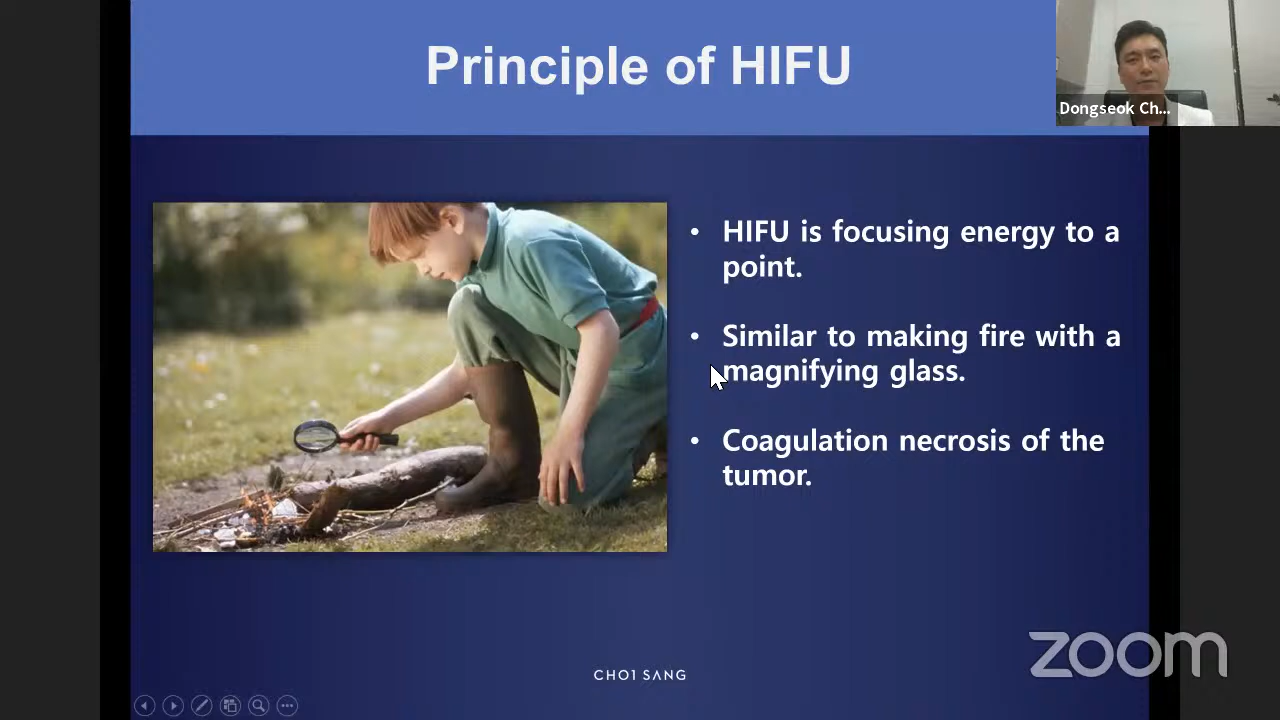 Principle of HIFU
Dongseok Ch...
• HIFU is focusing energy to a
point.
• Similar to making fire with a
magnifying glass.
• Coagulation necrosis of the
tumor.
CHO1 SANG
zoom